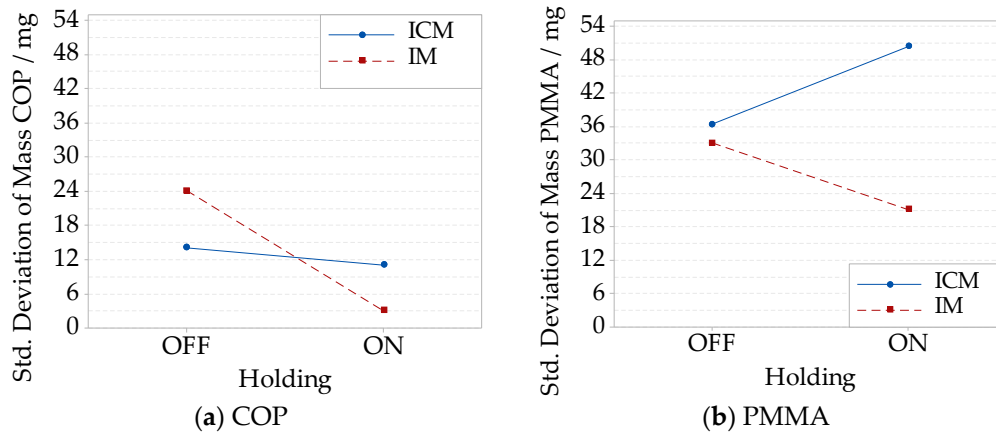 Std. Deviation of Mass COP / mg
54
48
42
36
30
24
18
12
6
0
ICM
IM
OFF
ON
Holding
(a) COP
Std. Deviation of Mass PMMA / mg
54
48
42
36
30
24
18
12
6
0
ICM
IM
OFF
ON
Holding
(b) PMMA